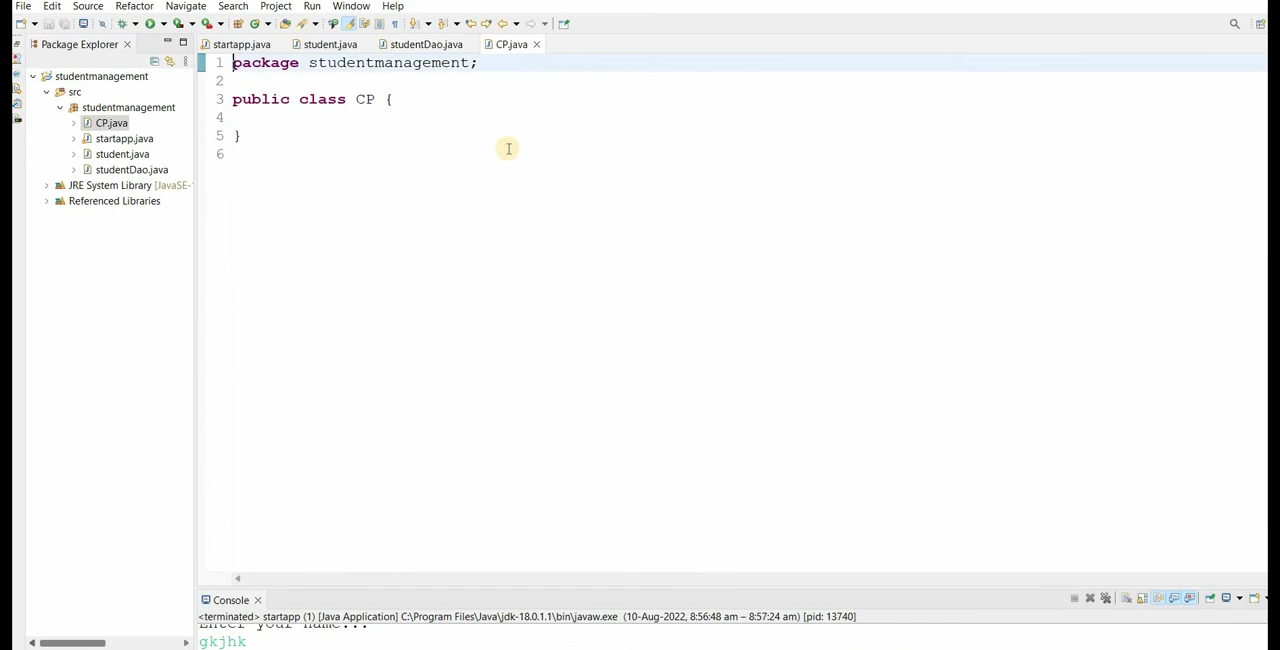 File Edit Source Refactor Navigate Search Project Run Window Help
Package Explorer
startapp.java student.java studentDao.java CP.java
studentmanagement
src
studentmanagement
CP.java
startapp.java
student.java
studentDao.java
JRE System Library [JavaSE-
Referenced Libraries
1 package studentmanagement;
2
3 public class CP {
4
5 }
6
Console
<terminated> startapp (1) [Java Application] C:\Program Files\Java\jdk-18.0.1.1\bin\javaw.exe (10-Aug-2022, 8:56:48 am – 8:57:24 am) [pid: 13740]
Enter your name...
gkjhk